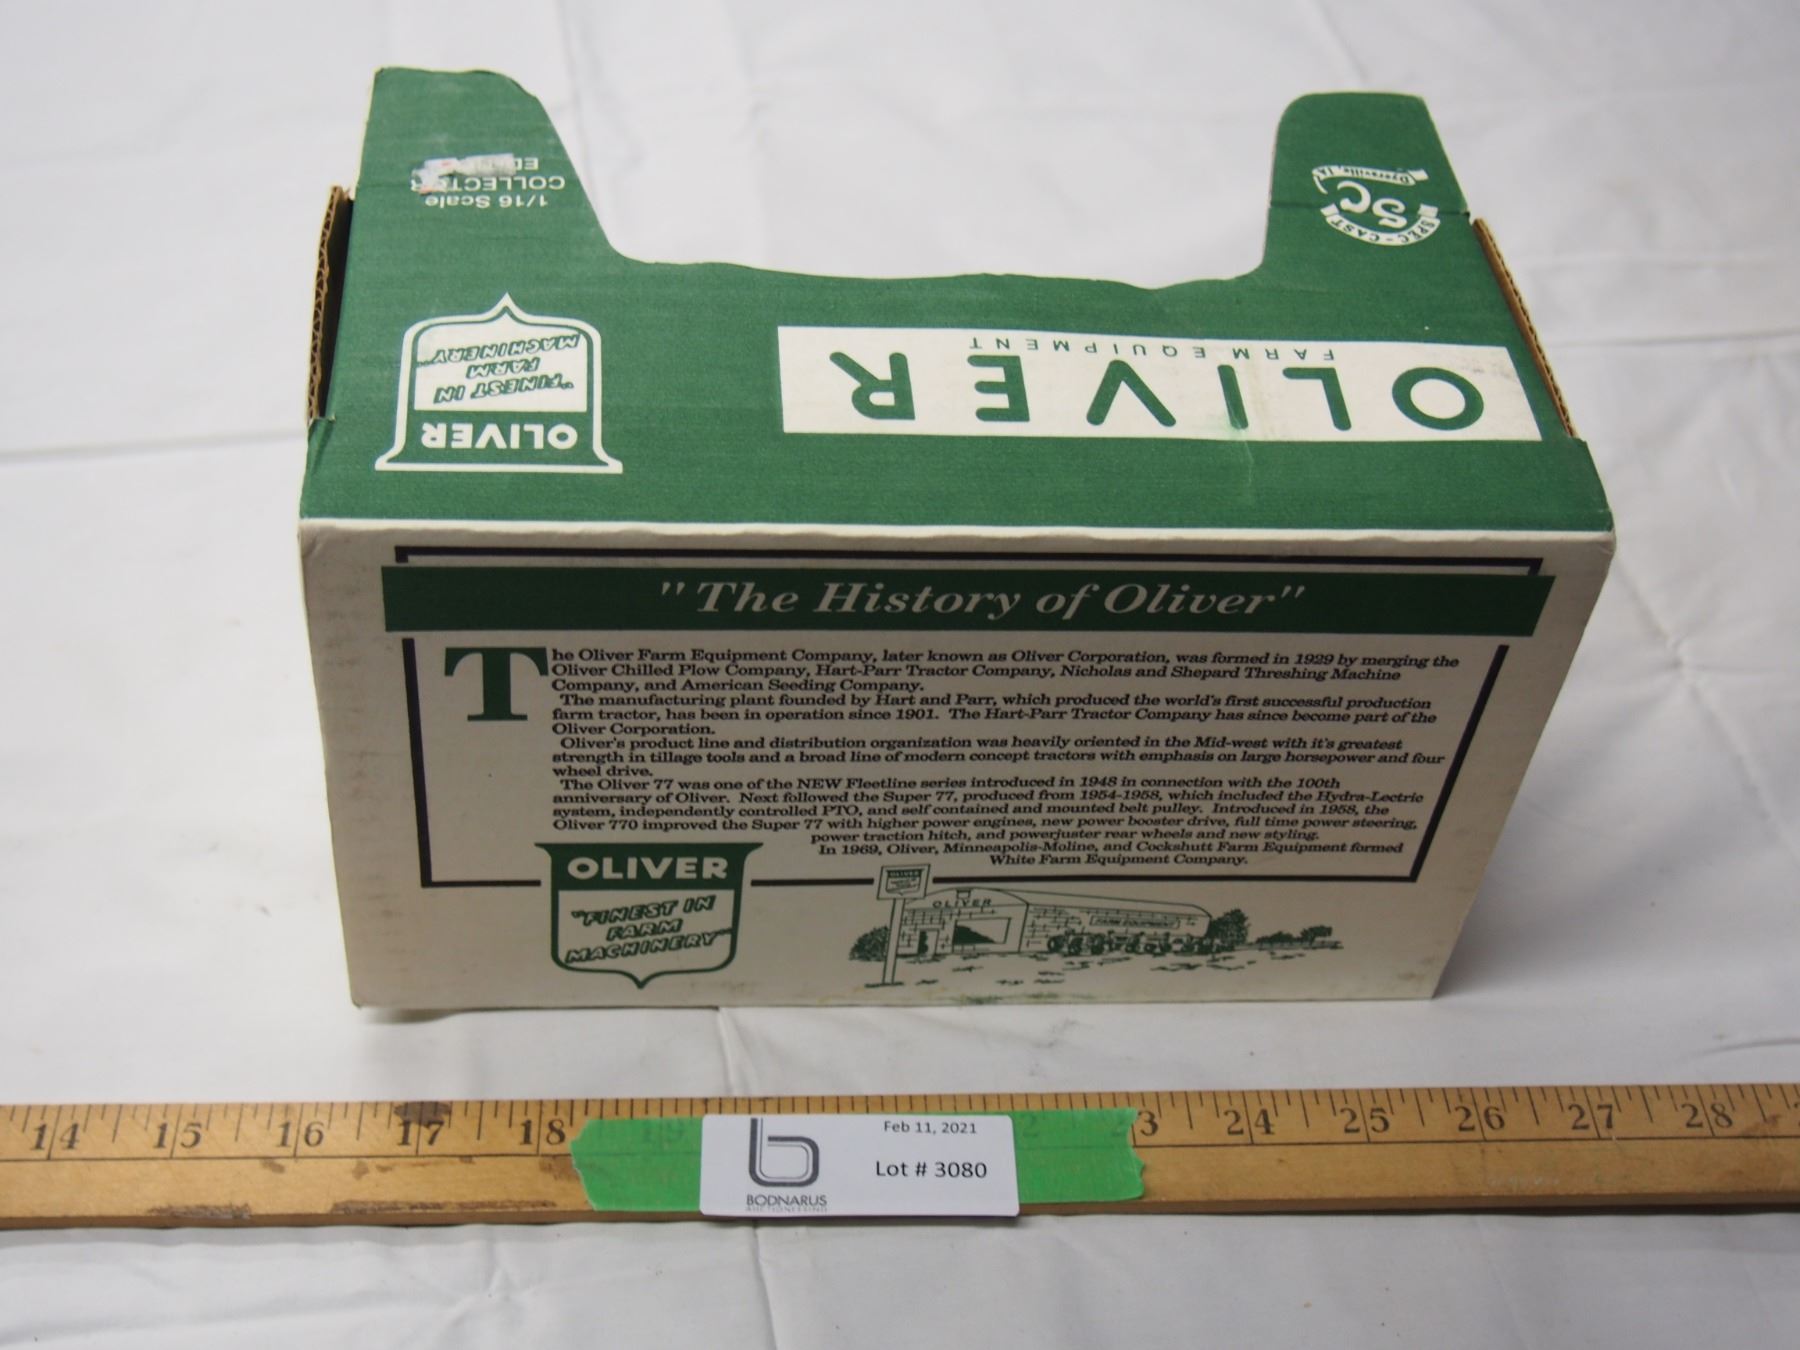 1/16 Scale
COLLECTOR
SPEC-CAST
SC
Dyersville, IA
OLIVER
FARM EQUIPMENT
OLIVER
"FINEST IN
FARM
MACHINERY"
"The History of Oliver"
The Oliver Farm Equipment Company, later known as Oliver Corporation, was formed in 1929 by merging the
Oliver Chilled Plow Company, Hart-Parr Tractor Company, Nicholas and Shepard Threshing Machine
Company, and American Seeding Company.
The manufacturing plant founded by Hart and Parr, which produced the world's first successful production
farm tractor, has been in operation since 1901. The Hart-Parr Tractor Company has since become part of the
Oliver Corporation.
Oliver's product line and distribution organization was heavily oriented in the Mid-west with it's greatest
strength in tillage tools and a broad line of modern concept tractors with emphasis on large horsepower and four
wheel drive.
The Oliver 77 was one of the NEW Fleetline series introduced in 1948 in connection with the 100th
anniversary of Oliver. Next followed the Super 77, produced from 1954-1958, which included the Hydra-Lectric
system, independently controlled PTO, and self contained and mounted belt pulley. Introduced in 1958, the
Oliver 770 improved the Super 77 with higher power engines, new power booster drive, full time power steering,
power traction hitch, and powerjuster rear wheels and new styling.
In 1969, Oliver, Minneapolis-Moline, and Cockshutt Farm Equipment formed
White Farm Equipment Company.
OLIVER
"FINEST IN
FARM
MACHINERY"
OLIVER
OLIVER
FARM EQUIPMENT
14 15 16 17 18 19 2 23 24 25 26 27 28
Feb 11, 2021
Lot # 3080
BODNARUS
AUCTIONEERING